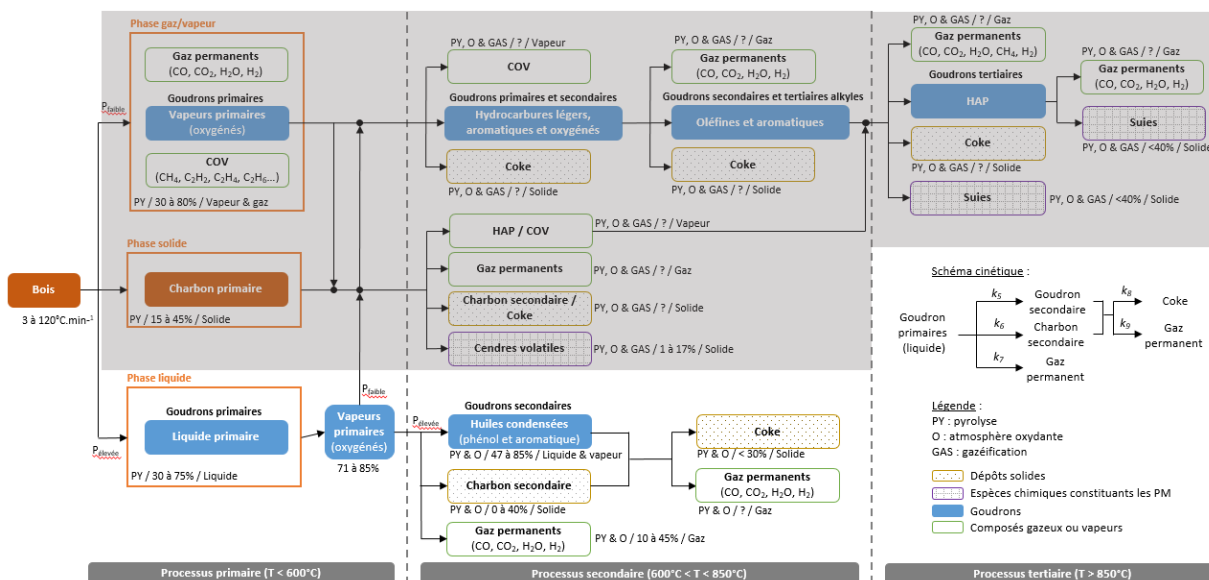 Phase gaz/vapeur
Gaz permanents
(CO, CO₂, H₂O, H₂)
Goudrons primaires
Vapeurs primaires
(oxygénés)
COV
(CH₄, C₂H₂, C₂H₄, C₂H₆...)
PY / 30 à 80% / Vapeur & gaz
P_faible
Phase solide
Charbon primaire
PY / 15 à 45% / Solide
Bois
3 à 120°C.min-¹
Phase liquide
Goudrons primaires
Liquide primaire
PY / 30 à 75% / Liquide
P_élevée
Vapeurs
primaires
(oxygénés)
71 à 85%
P_faible
Processus primaire (T < 600°C)
PY, O & GAS / ? / Vapeur
COV
Goudrons primaires et secondaires
Hydrocarbures légers,
aromatiques et oxygénés
Coke
PY, O & GAS / ? / Solide
PY, O & GAS / ? / Gaz
Gaz permanents
(CO, CO₂, H₂O, H₂)
Goudrons secondaires et tertiaires alkyles
Oléfines et aromatiques
Coke
PY, O & GAS / ? / Solide
HAP / COV
PY, O & GAS / ? / Vapeur
Gaz permanents
PY, O & GAS / ? / Gaz
Charbon secondaire /
Coke
PY, O & GAS / ? / Solide
Cendres volatiles
PY, O & GAS / 1 à 17% / Solide
P_élevée
Goudrons secondaires
Huiles condensées
(phénol et aromatique)
PY & O / 47 à 85% / Liquide & vapeur
Charbon secondaire
PY & O / 0 à 40% / Solide
Gaz permanents
(CO, CO₂, H₂O, H₂)
PY & O / 10 à 45% / Gaz
Coke
PY & O / < 30% / Solide
Gaz permanents
(CO, CO₂, H₂O, H₂)
PY & O / ? / Gaz
Processus secondaire (600°C < T < 850°C)
PY, O & GAS / ? / Gaz
Gaz permanents
(CO, CO₂, H₂O, CH₄, H₂)
Goudrons tertiaires
HAP
Coke
PY, O & GAS / ? / Solide
Suies
PY, O & GAS / <40% / Solide
PY, O & GAS / ? / Gaz
Gaz permanents
(CO, CO₂, H₂O, H₂)
Suies
PY, O & GAS / <40% / Solide
Schéma cinétique :
Goudron
primaires
(liquide)
k₅
Goudron
secondaire
k₆
Charbon
secondaire
k₇
Gaz
permanent
k₈
Coke
k₉
Gaz
permanent
Légende :
PY : pyrolyse
O : atmosphère oxydante
GAS : gazéification
Dépôts solides
Espèces chimiques constituants les PM
Goudrons
Composés gazeux ou vapeurs
Processus tertiaire (T > 850°C)